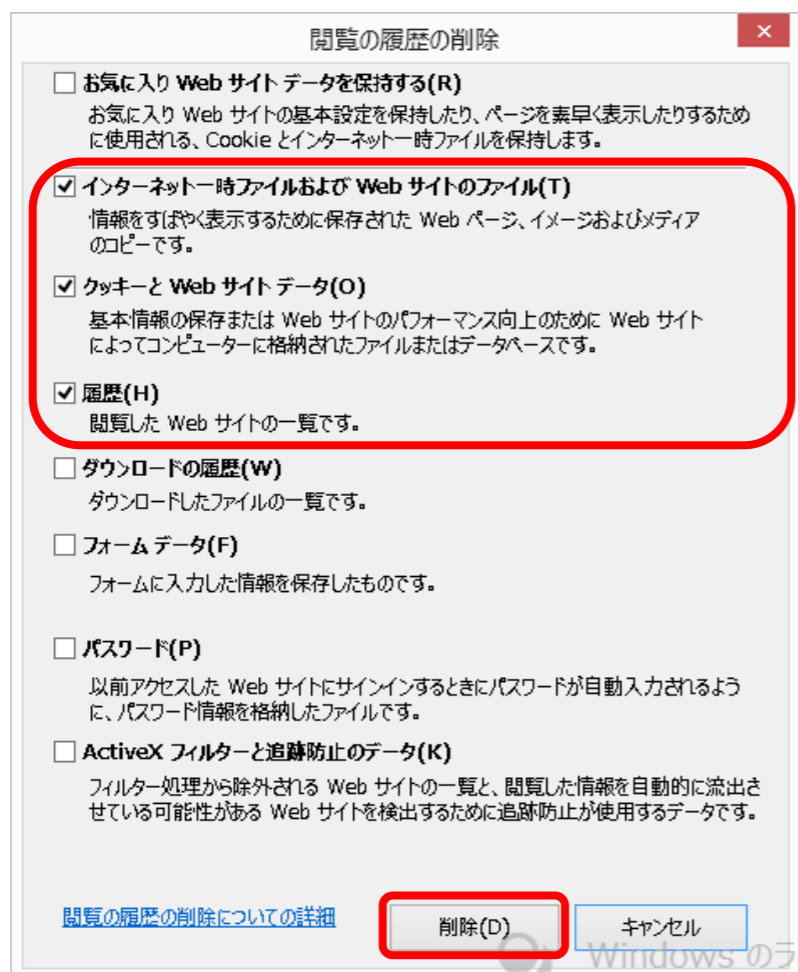 閲覧の履歴の削除
お気に入り Web サイト データを保持する(R)
お気に入り Web サイトの基本設定を保持したり、ページを素早く表示したりするため
に使用される、Cookie とインターネット一時ファイルを保持します。
インターネット一時ファイルおよび Web サイトのファイル(T)
情報をすばやく表示するために保存された Web ページ、イメージおよびメディア
のコピーです。
クッキーと Web サイト データ(O)
基本情報の保存または Web サイトのパフォーマンス向上のために Web サイト
によってコンピューターに格納されたファイルまたはデータベースです。
履歴(H)
閲覧した Web サイトの一覧です。
ダウンロードの履歴(W)
ダウンロードしたファイルの一覧です。
フォーム データ(F)
フォームに入力した情報を保存したものです。
パスワード(P)
以前アクセスした Web サイトにサインインするときにパスワードが自動入力されるよう
に、パスワード情報を格納したファイルです。
ActiveX フィルターと追跡防止のデータ(K)
フィルター処理から除外される Web サイトの一覧と、閲覧した情報を自動的に流出さ
せている可能性がある Web サイトを検出するために追跡防止が使用するデータです。
閲覧の履歴の削除についての詳細
削除(D)
キャンセル
Windows のラ